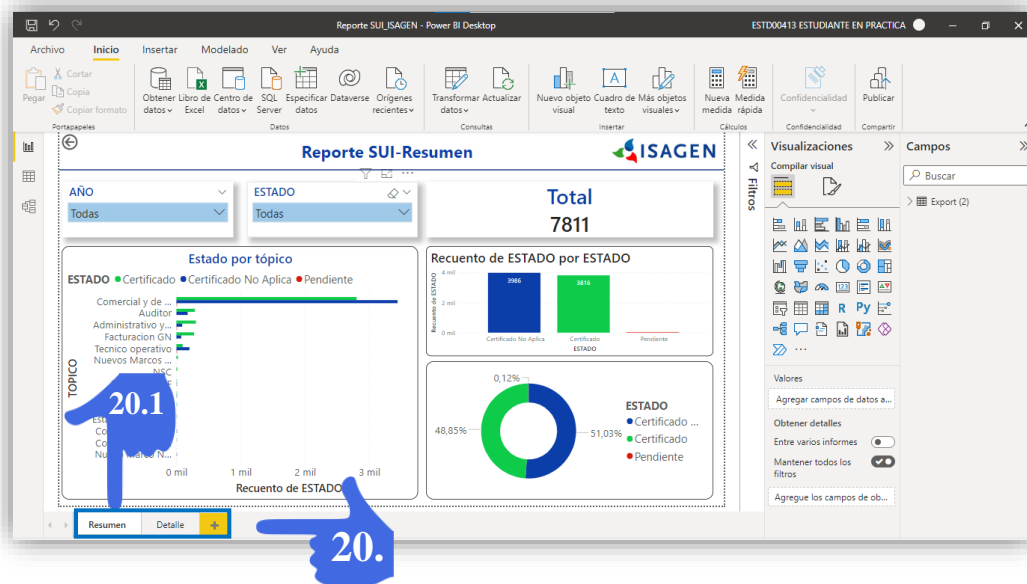 Reporte SUI_ISAGEN - Power BI Desktop
ESTD00413 ESTUDIANTE EN PRACTICA
Archivo Inicio Insertar Modelado Ver Ayuda
Pegar
Cortar
Copia
Copiar formato
Portapapeles
Obtener datos
Libro de Excel
Centro de datos
SQL Server
Especificar datos
Dataverse
Orígenes recientes
Datos
Transformar datos
Actualizar
Consultas
Nuevo objeto visual
Cuadro de texto
Más objetos visuales
Insertar
Nueva medida
Medida rápida
Cálculos
Confidencialidad
Confidencialidad
Publicar
Compartir
Reporte SUI-Resumen
ISAGEN
AÑO
Todas
ESTADO
Todas
Total
7811
Estado por tópico
ESTADO Certificado Certificado No Aplica Pendiente
TOPICO
Comercial y de ...
Auditor
Administrativo y...
Facturacion GN
Tecnico operativo
Nuevos Marcos ...
NSC
0 mil 1 mil 2 mil 3 mil
Recuento de ESTADO
Recuento de ESTADO por ESTADO
Recuento de ESTADO
4 mil
2 mil
0 mil
3986
3816
Certificado No Aplica Certificado Pendiente
ESTADO
0,12%
48,85%
51,03%
ESTADO
Certificado ...
Certificado
Pendiente
Filtros
Visualizaciones
Compilar visual
123
R Py
Valores
Agregar campos de datos a...
Obtener detalles
Entre varios informes
Mantener todos los filtros
Agregue los campos de ob...
Campos
Buscar
Export (2)
20.1
20.
Resumen Detalle +